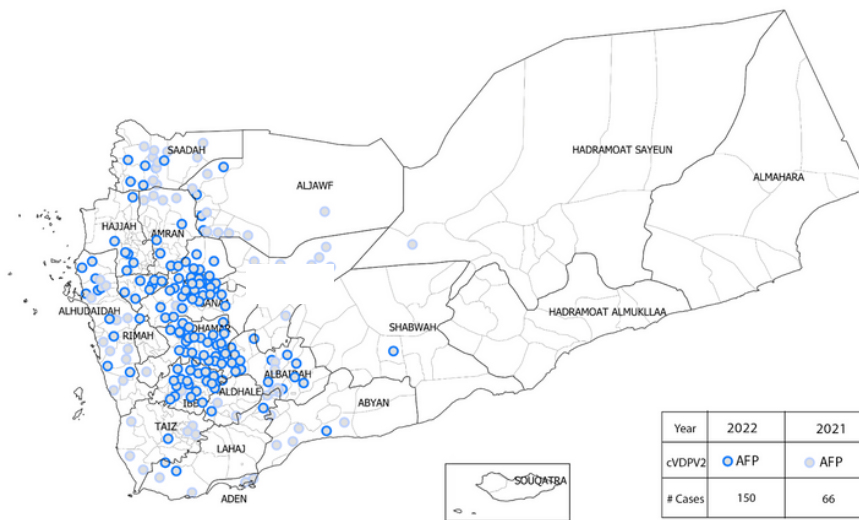 SAADAH
HADRAMOAT SAYEUN
ALJAWF
ALMAHARA
HAJJAH
AMRAN
ALHUDAIDAH
HADRAMOAT ALMUKLLAA
SHABWAH
RIMAH
ALBAIDAH
ALDHALE
IBB
ABYAN
TAIZ
LAHAJ
ADEN
SOUQATRA
Year 2022 2021
cVDPV2 AFP AFP
# Cases 150 66